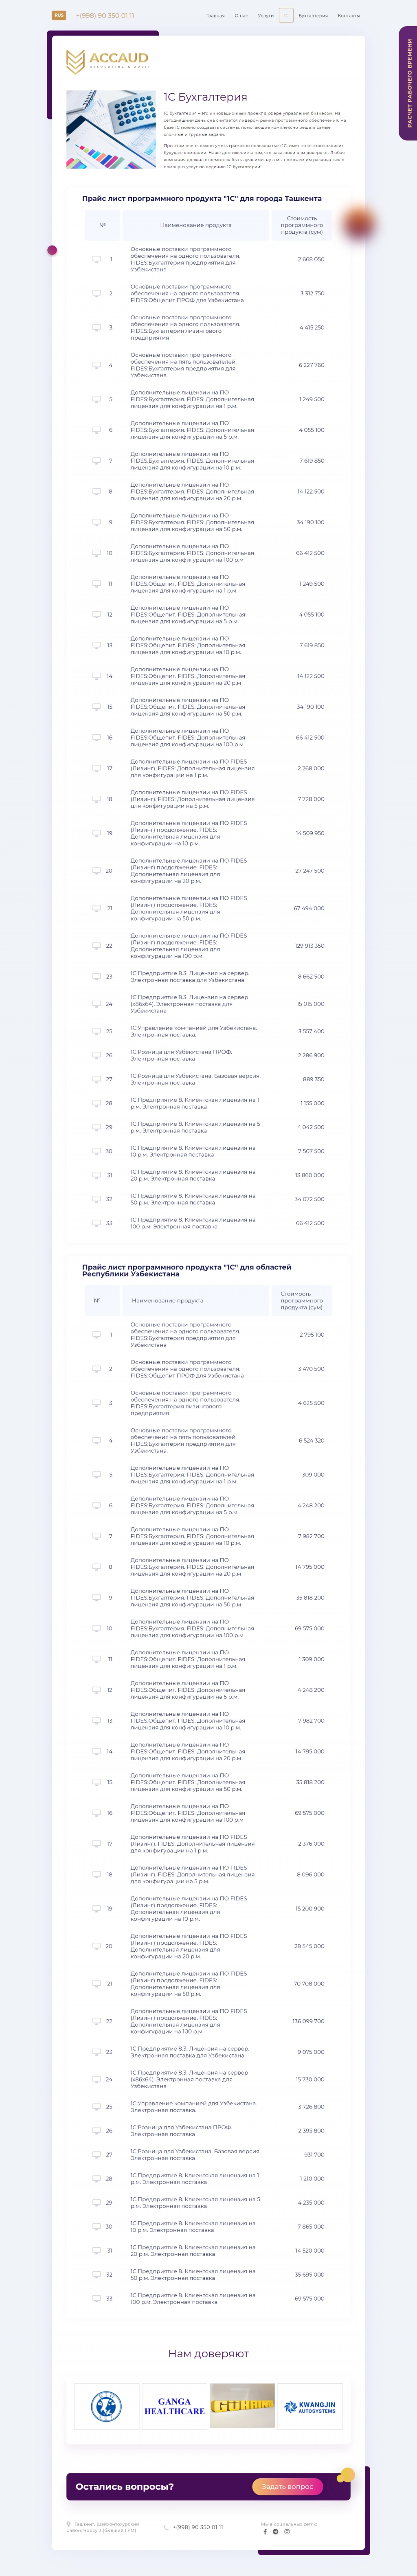 RUS
+(998) 90 350 01 11
Главная
О нас
Услуги
1С
Бухгалтерия
Контакты
РАСЧЕТ РАБОЧЕГО ВРЕМЕНИ
ACCAUD
ACCOUNTING & AUDIT
1С Бухгалтерия
1С Бухгалтерия – это инновационный проект в сфере управления бизнесом. На
сегодняшний день она считается лидером рынка программного обеспечения. На
базе 1С можно создавать системы, помогающие комплексно решать самые
сложные и трудные задачи.
При этом очень важно уметь грамотно пользоваться 1С, именно от этого зависит
будущее компании. Наше достижение в том, что заказчики нам доверяют. Любая
компания должна стремиться быть лучшими, ну а мы поможем им развиваться с
помощью услуг по ведению 1С Бухгалтерии!
Прайс лист программного продукта "1С" для города Ташкента
№
Наименование продукта
Стоимость
программного
продукта (сум)
1
Основные поставки программного
обеспечения на одного пользователя.
FIDES:Бухгалтерия предприятия для
Узбекистана
2 668 050
2
Основные поставки программного
обеспечения на одного пользователя.
FIDES:Общепит ПРОФ для Узбекистана
3 312 750
3
Основные поставки программного
обеспечения на одного пользователя.
FIDES:Бухгалтерия лизингового
предприятия
4 415 250
4
Основные поставки программного
обеспечения на пять пользователей.
FIDES:Бухгалтерия предприятия для
Узбекистана.
6 227 760
5
Дополнительные лицензии на ПО
FIDES:Бухгалтерия. FIDES: Дополнительная
лицензия для конфигурации на 1 р.м.
1 249 500
6
Дополнительные лицензии на ПО
FIDES:Бухгалтерия. FIDES: Дополнительная
лицензия для конфигурации на 5 р.м.
4 055 100
7
Дополнительные лицензии на ПО
FIDES:Бухгалтерия. FIDES: Дополнительная
лицензия для конфигурации на 10 р.м.
7 619 850
8
Дополнительные лицензии на ПО
FIDES:Бухгалтерия. FIDES: Дополнительная
лицензия для конфигурации на 20 р.м
14 122 500
9
Дополнительные лицензии на ПО
FIDES:Бухгалтерия. FIDES: Дополнительная
лицензия для конфигурации на 50 р.м.
34 190 100
10
Дополнительные лицензии на ПО
FIDES:Бухгалтерия. FIDES: Дополнительная
лицензия для конфигурации на 100 р.м
66 412 500
11
Дополнительные лицензии на ПО
FIDES:Общепит. FIDES: Дополнительная
лицензия для конфигурации на 1 р.м.
1 249 500
12
Дополнительные лицензии на ПО
FIDES:Общепит. FIDES: Дополнительная
лицензия для конфигурации на 5 р.м.
4 055 100
13
Дополнительные лицензии на ПО
FIDES:Общепит. FIDES: Дополнительная
лицензия для конфигурации на 10 р.м.
7 619 850
14
Дополнительные лицензии на ПО
FIDES:Общепит. FIDES: Дополнительная
лицензия для конфигурации на 20 р.м
14 122 500
15
Дополнительные лицензии на ПО
FIDES:Общепит. FIDES: Дополнительная
лицензия для конфигурации на 50 р.м.
34 190 100
16
Дополнительные лицензии на ПО
FIDES:Общепит. FIDES: Дополнительная
лицензия для конфигурации на 100 р.м
66 412 500
17
Дополнительные лицензии на ПО FIDES
(Лизинг). FIDES: Дополнительная лицензия
для конфигурации на 1 р.м.
2 268 000
18
Дополнительные лицензии на ПО FIDES
(Лизинг). FIDES: Дополнительная лицензия
для конфигурации на 5 р.м.
7 728 000
19
Дополнительные лицензии на ПО FIDES
(Лизинг) продолжение. FIDES:
Дополнительная лицензия для
конфигурации на 10 р.м.
14 509 950
20
Дополнительные лицензии на ПО FIDES
(Лизинг) продолжение. FIDES:
Дополнительная лицензия для
конфигурации на 20 р.м.
27 247 500
21
Дополнительные лицензии на ПО FIDES
(Лизинг) продолжение. FIDES:
Дополнительная лицензия для
конфигурации на 50 р.м.
67 494 000
22
Дополнительные лицензии на ПО FIDES
(Лизинг) продолжение. FIDES:
Дополнительная лицензия для
конфигурации на 100 р.м.
129 913 350
23
1С:Предприятие 8.3. Лицензия на сервер.
Электронная поставка для Узбекистана
8 662 500
24
1С:Предприятие 8.3. Лицензия на сервер
(x86x64). Электронная поставка для
Узбекистана
15 015 000
25
1С:Управление компанией для Узбекистана.
Электронная поставка.
3 557 400
26
1С:Розница для Узбекистана ПРОФ.
Электронная поставка
2 286 900
27
1С:Розница для Узбекистана. Базовая версия.
Электронная поставка
889 350
28
1С:Предприятие 8. Клиентская лицензия на 1
р.м. Электронная поставка
1 155 000
29
1С:Предприятие 8. Клиентская лицензия на 5
р.м. Электронная поставка
4 042 500
30
1С:Предприятие 8. Клиентская лицензия на
10 р.м. Электронная поставка
7 507 500
31
1С:Предприятие 8. Клиентская лицензия на
20 р.м. Электронная поставка
13 860 000
32
1С:Предприятие 8. Клиентская лицензия на
50 р.м. Электронная поставка
34 072 500
33
1С:Предприятие 8. Клиентская лицензия на
100 р.м. Электронная поставка
66 412 500
Прайс лист программного продукта "1С" для областей
Республики Узбекистана
№
Наименование продукта
Стоимость
программного
продукта (сум)
1
Основные поставки программного
обеспечения на одного пользователя.
FIDES:Бухгалтерия предприятия для
Узбекистана
2 795 100
2
Основные поставки программного
обеспечения на одного пользователя.
FIDES:Общепит ПРОФ для Узбекистана
3 470 500
3
Основные поставки программного
обеспечения на одного пользователя.
FIDES:Бухгалтерия лизингового
предприятия
4 625 500
4
Основные поставки программного
обеспечения на пять пользователей.
FIDES:Бухгалтерия предприятия для
Узбекистана.
6 524 320
5
Дополнительные лицензии на ПО
FIDES:Бухгалтерия. FIDES: Дополнительная
лицензия для конфигурации на 1 р.м.
1 309 000
6
Дополнительные лицензии на ПО
FIDES:Бухгалтерия. FIDES: Дополнительная
лицензия для конфигурации на 5 р.м.
4 248 200
7
Дополнительные лицензии на ПО
FIDES:Бухгалтерия. FIDES: Дополнительная
лицензия для конфигурации на 10 р.м.
7 982 700
8
Дополнительные лицензии на ПО
FIDES:Бухгалтерия. FIDES: Дополнительная
лицензия для конфигурации на 20 р.м
14 795 000
9
Дополнительные лицензии на ПО
FIDES:Бухгалтерия. FIDES: Дополнительная
лицензия для конфигурации на 50 р.м.
35 818 200
10
Дополнительные лицензии на ПО
FIDES:Бухгалтерия. FIDES: Дополнительная
лицензия для конфигурации на 100 р.м
69 575 000
11
Дополнительные лицензии на ПО
FIDES:Общепит. FIDES: Дополнительная
лицензия для конфигурации на 1 р.м.
1 309 000
12
Дополнительные лицензии на ПО
FIDES:Общепит. FIDES: Дополнительная
лицензия для конфигурации на 5 р.м.
4 248 200
13
Дополнительные лицензии на ПО
FIDES:Общепит. FIDES: Дополнительная
лицензия для конфигурации на 10 р.м.
7 982 700
14
Дополнительные лицензии на ПО
FIDES:Общепит. FIDES: Дополнительная
лицензия для конфигурации на 20 р.м
14 795 000
15
Дополнительные лицензии на ПО
FIDES:Общепит. FIDES: Дополнительная
лицензия для конфигурации на 50 р.м.
35 818 200
16
Дополнительные лицензии на ПО
FIDES:Общепит. FIDES: Дополнительная
лицензия для конфигурации на 100 р.м
69 575 000
17
Дополнительные лицензии на ПО FIDES
(Лизинг). FIDES: Дополнительная лицензия
для конфигурации на 1 р.м.
2 376 000
18
Дополнительные лицензии на ПО FIDES
(Лизинг). FIDES: Дополнительная лицензия
для конфигурации на 5 р.м.
8 096 000
19
Дополнительные лицензии на ПО FIDES
(Лизинг) продолжение. FIDES:
Дополнительная лицензия для
конфигурации на 10 р.м.
15 200 900
20
Дополнительные лицензии на ПО FIDES
(Лизинг) продолжение. FIDES:
Дополнительная лицензия для
конфигурации на 20 р.м.
28 545 000
21
Дополнительные лицензии на ПО FIDES
(Лизинг) продолжение. FIDES:
Дополнительная лицензия для
конфигурации на 50 р.м.
70 708 000
22
Дополнительные лицензии на ПО FIDES
(Лизинг) продолжение. FIDES:
Дополнительная лицензия для
конфигурации на 100 р.м.
136 099 700
23
1С:Предприятие 8.3. Лицензия на сервер.
Электронная поставка для Узбекистана
9 075 000
24
1С:Предприятие 8.3. Лицензия на сервер
(x86x64). Электронная поставка для
Узбекистана
15 730 000
25
1С:Управление компанией для Узбекистана.
Электронная поставка.
3 726 800
26
1С:Розница для Узбекистана ПРОФ.
Электронная поставка
2 395 800
27
1С:Розница для Узбекистана. Базовая версия.
Электронная поставка
931 700
28
1С:Предприятие 8. Клиентская лицензия на 1
р.м. Электронная поставка
1 210 000
29
1С:Предприятие 8. Клиентская лицензия на 5
р.м. Электронная поставка
4 235 000
30
1С:Предприятие 8. Клиентская лицензия на
10 р.м. Электронная поставка
7 865 000
31
1С:Предприятие 8. Клиентская лицензия на
20 р.м. Электронная поставка
14 520 000
32
1С:Предприятие 8. Клиентская лицензия на
50 р.м. Электронная поставка
35 695 000
33
1С:Предприятие 8. Клиентская лицензия на
100 р.м. Электронная поставка
69 575 000
Нам доверяют
GANGA
HEALTHCARE
GÜHRING
KWANGJIN
AUTOSYSTEMS
Остались вопросы?
Задать вопрос
Ташкент, Шайхонтохурский
район, Чорсу 3 (бывший ГУМ)
+(998) 90 350 01 11
Мы в социальных сетях: